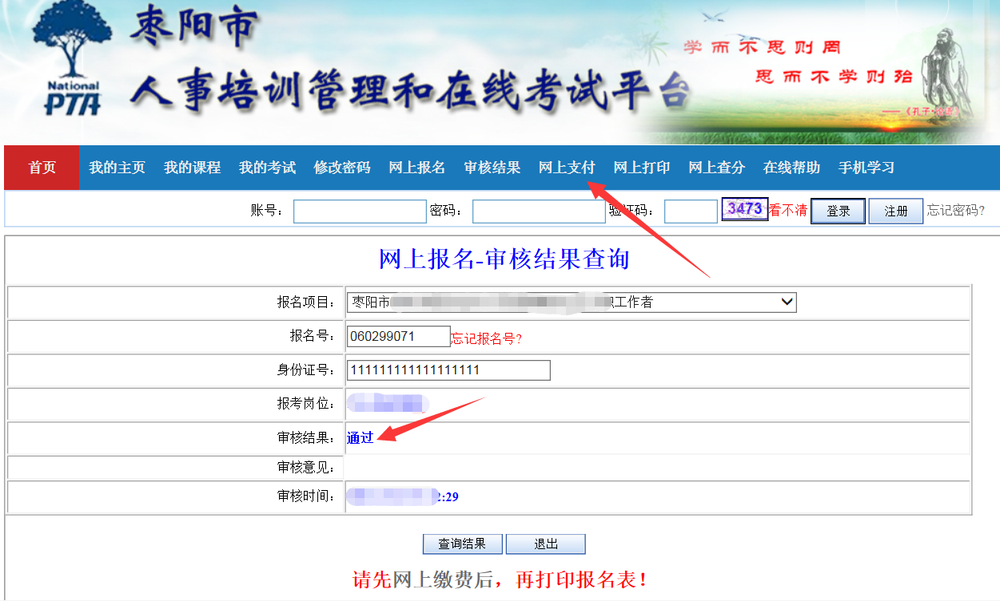 National
PTA
枣阳市
人事培训管理和在线考试平台
学而不思则罔
思而不学则殆
首页 我的主页 我的课程 我的考试 修改密码 网上报名 审核结果 网上支付 网上打印 网上查分 在线帮助 手机学习
账号： 密码： 验证码： 3473 看不清 登录 注册 忘记密码?
网上报名-审核结果查询
报名项目： 枣阳市 工作者
报名号： 060299071 忘记报名号?
身份证号： 111111111111111111
报考岗位：
审核结果： 通过
审核意见：
审核时间： :29
查询结果 退出
请先网上缴费后，再打印报名表！